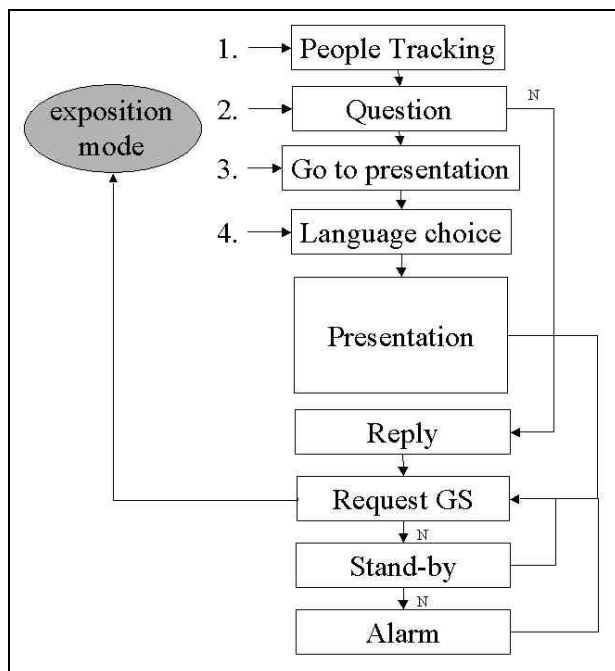 1.
People Tracking
exposition
mode
2.
Question
N
3.
Go to presentation
4.
Language choice
Presentation
Reply
Request GS
N
Stand-by
N
Alarm